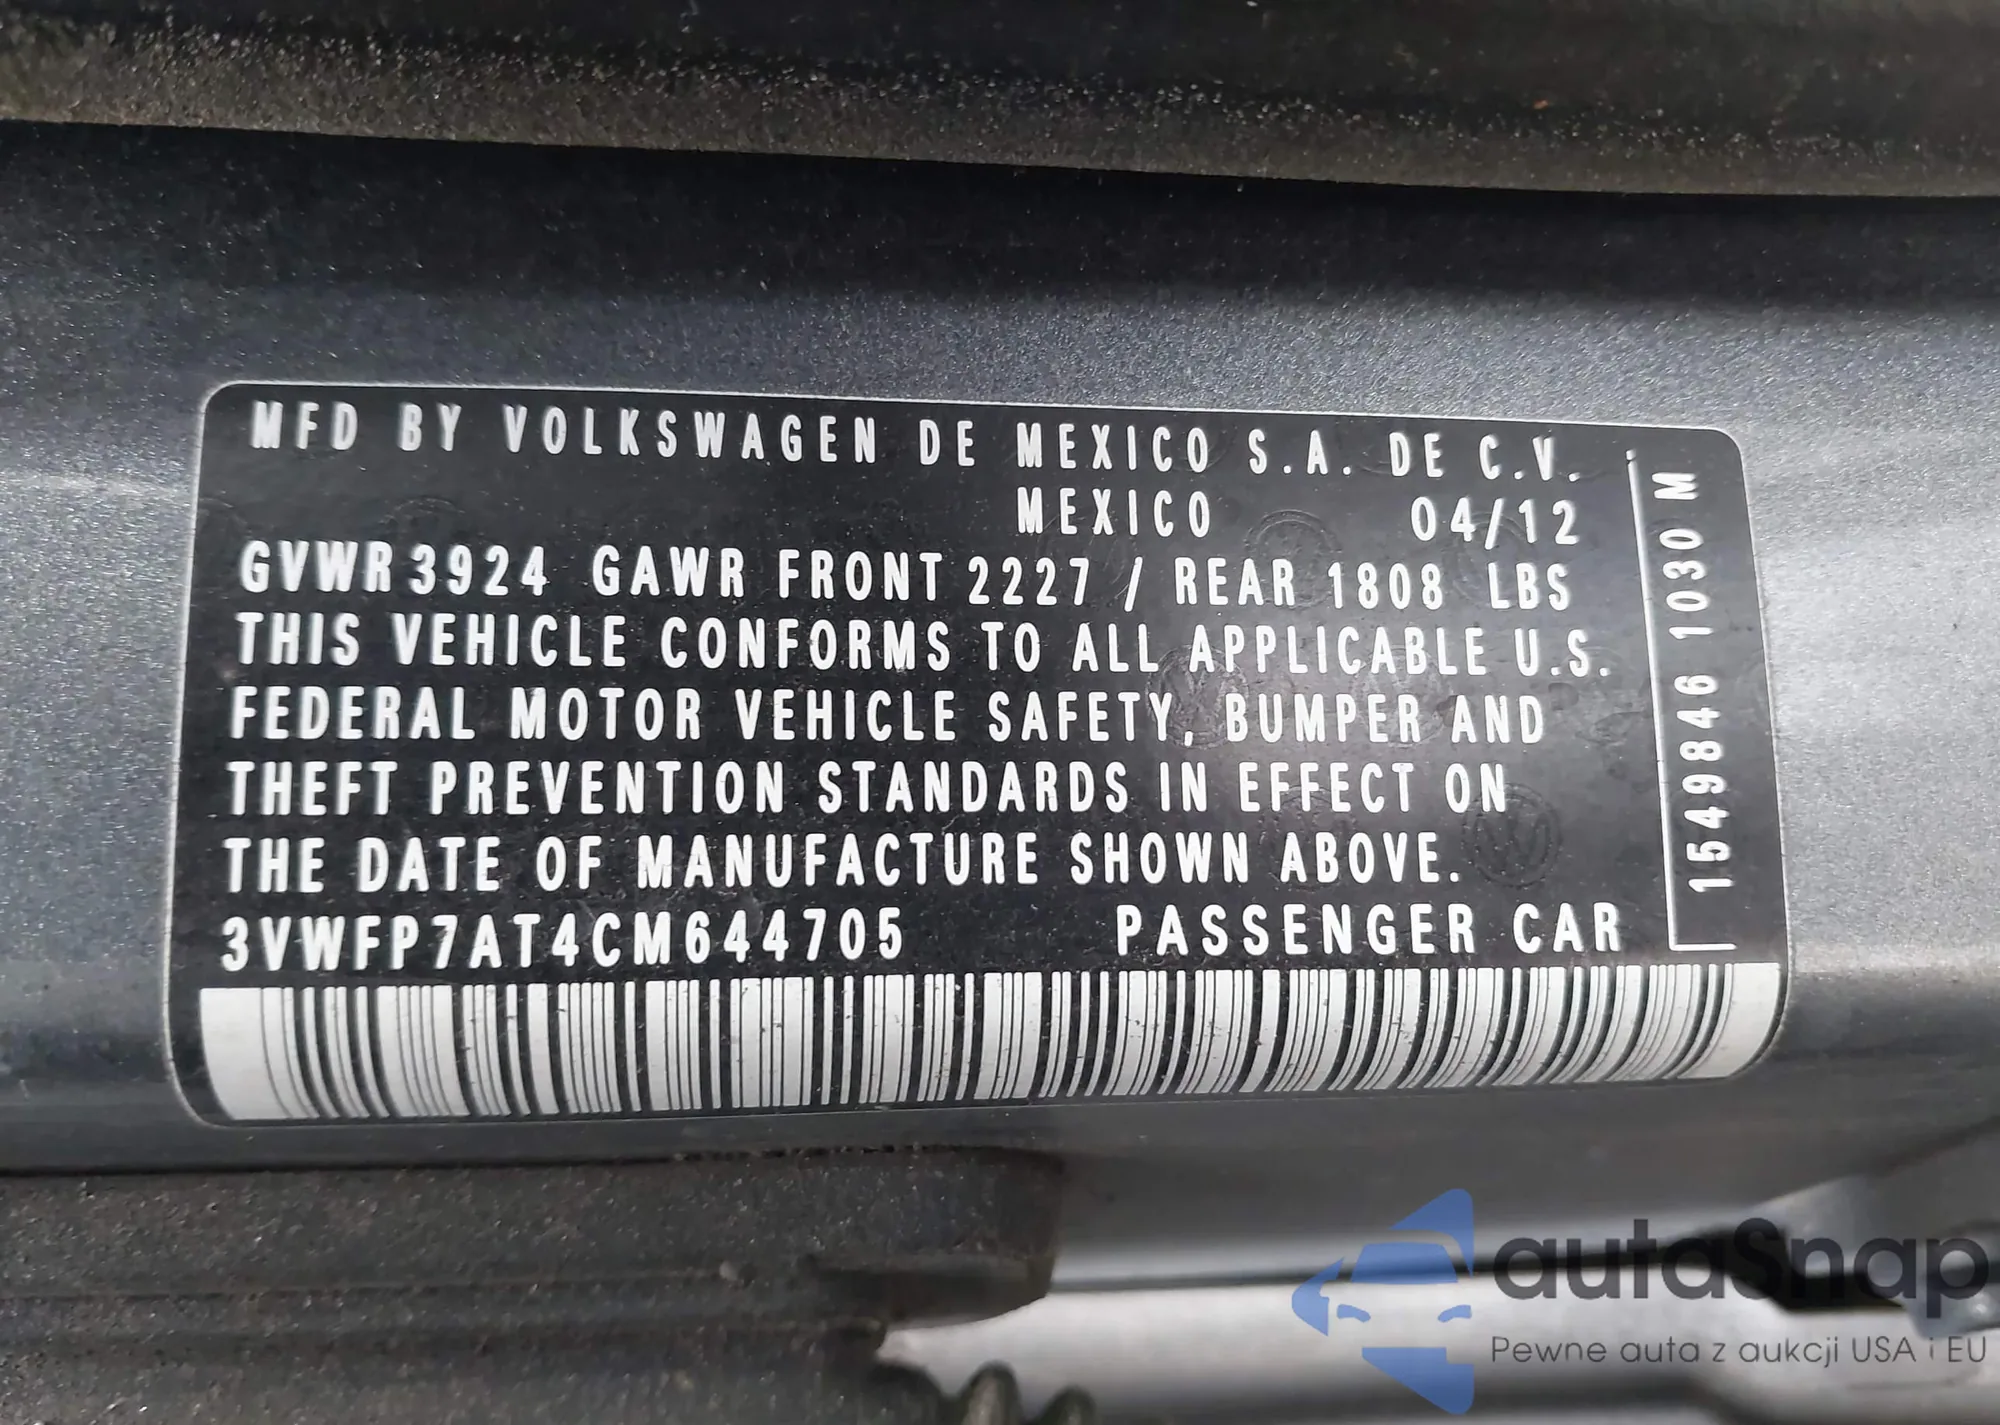 MFD BY VOLKSWAGEN DE MEXICO S.A. DE C.V.
MEXICO 04/12
GVWR 3924 GAWR FRONT 2227 / REAR 1808 LBS
THIS VEHICLE CONFORMS TO ALL APPLICABLE U.S.
FEDERAL MOTOR VEHICLE SAFETY, BUMPER AND
THEFT PREVENTION STANDARDS IN EFFECT ON
THE DATE OF MANUFACTURE SHOWN ABOVE.
3VWFP7AT4CM644705 PASSENGER CAR
1549846 1030 M
autaSnap
Pewne auta z aukcji USA i EU